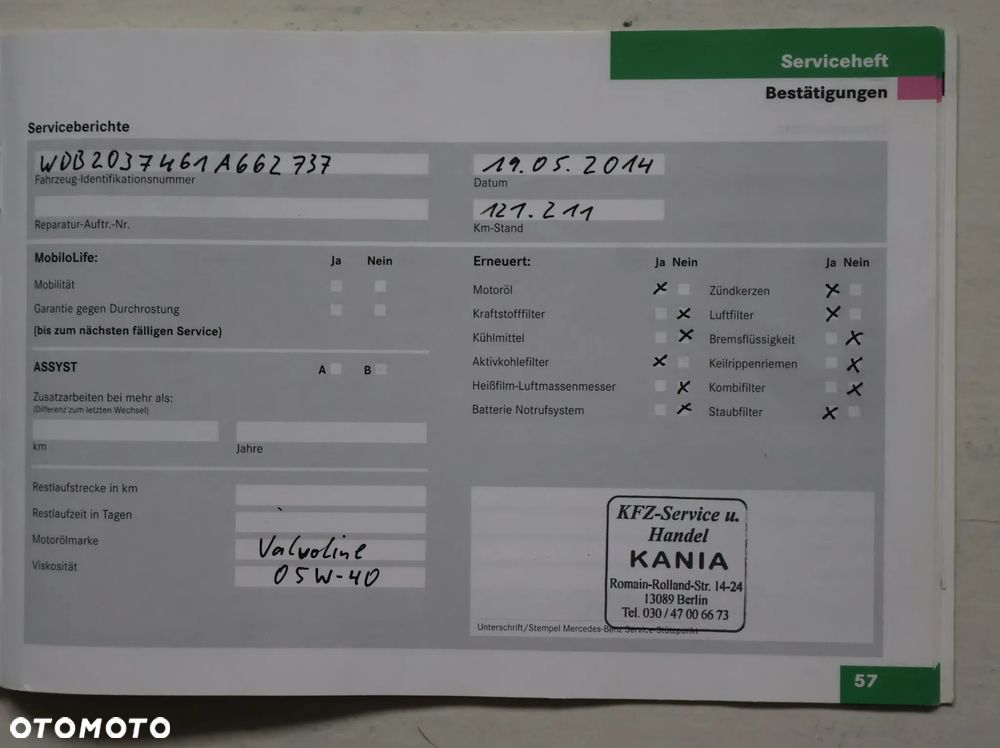 Serviceheft
Bestätigungen
Serviceberichte
WDB2037461A662737
Fahrzeug-Identifikationsnummer
19.05.2014
Datum
Reparatur-Auftr.-Nr.
121.211
Km-Stand
MobiloLife: Ja Nein
Mobilität
Garantie gegen Durchrostung
(bis zum nächsten fälligen Service)
ASSYST A B
Zusatzarbeiten bei mehr als:
(Differenz zum letzten Wechsel)
km Jahre
Restlaufstrecke in km
Restlaufzeit in Tagen
Motorölmarke Valvoline
Viskosität 05W-40
Erneuert: Ja Nein Ja Nein
Motoröl x Zündkerzen x
Kraftstofffilter x Luftfilter x
Kühlmittel x Bremsflüssigkeit x
Aktivkohlefilter x Keilrippenriemen x
Heißfilm-Luftmassenmesser x Kombifilter x
Batterie Notrufsystem x Staubfilter x
KFZ-Service u.
Handel
KANIA
Romain-Rolland-Str. 14-24
13089 Berlin
Tel. 030 / 47 00 66 73
Unterschrift/Stempel Mercedes-Benz Service-Stützpunkt
57
OTOMOTO